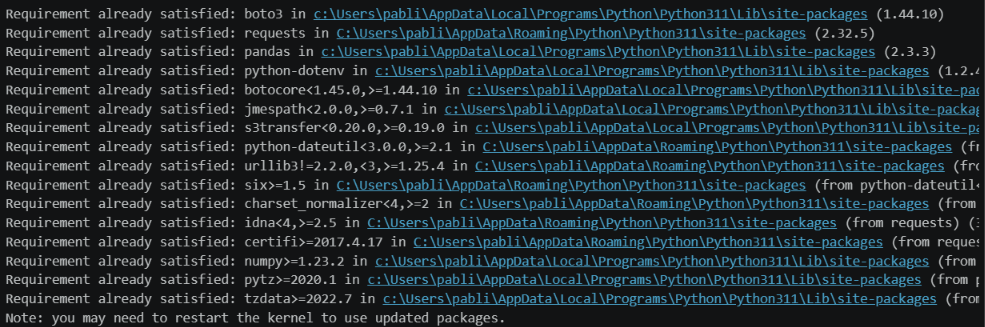 Requirement already satisfied: boto3 in c:\Users\pabli\AppData\Local\Programs\Python\Python311\Lib\site-packages (1.44.10)
Requirement already satisfied: requests in C:\Users\pabli\AppData\Roaming\Python\Python311\site-packages (2.32.5)
Requirement already satisfied: pandas in c:\Users\pabli\AppData\Local\Programs\Python\Python311\Lib\site-packages (2.3.3)
Requirement already satisfied: python-dotenv in c:\Users\pabli\AppData\Local\Programs\Python\Python311\Lib\site-packages (1.2.
Requirement already satisfied: botocore<1.45.0,>=1.44.10 in c:\Users\pabli\AppData\Local\Programs\Python\Python311\Lib\site-pac
Requirement already satisfied: jmespath<2.0.0,>=0.7.1 in c:\Users\pabli\AppData\Local\Programs\Python\Python311\Lib\site-packag
Requirement already satisfied: s3transfer<0.20.0,>=0.19.0 in c:\Users\pabli\AppData\Local\Programs\Python\Python311\Lib\site-pa
Requirement already satisfied: python-dateutil<3.0.0,>=2.1 in C:\Users\pabli\AppData\Roaming\Python\Python311\site-packages (fr
Requirement already satisfied: urllib3!=2.2.0,<3,>=1.25.4 in C:\Users\pabli\AppData\Roaming\Python\Python311\site-packages (fro
Requirement already satisfied: six>=1.5 in C:\Users\pabli\AppData\Roaming\Python\Python311\site-packages (from python-dateutil<
Requirement already satisfied: charset_normalizer<4,>=2 in C:\Users\pabli\AppData\Roaming\Python\Python311\site-packages (from
Requirement already satisfied: idna<4,>=2.5 in C:\Users\pabli\AppData\Roaming\Python\Python311\site-packages (from requests) (3
Requirement already satisfied: certifi>=2017.4.17 in C:\Users\pabli\AppData\Roaming\Python\Python311\site-packages (from reques
Requirement already satisfied: numpy>=1.23.2 in c:\Users\pabli\AppData\Local\Programs\Python\Python311\Lib\site-packages (from
Requirement already satisfied: pytz>=2020.1 in c:\Users\pabli\AppData\Local\Programs\Python\Python311\Lib\site-packages (from p
Requirement already satisfied: tzdata>=2022.7 in c:\Users\pabli\AppData\Local\Programs\Python\Python311\Lib\site-packages (from
Note: you may need to restart the kernel to use updated packages.